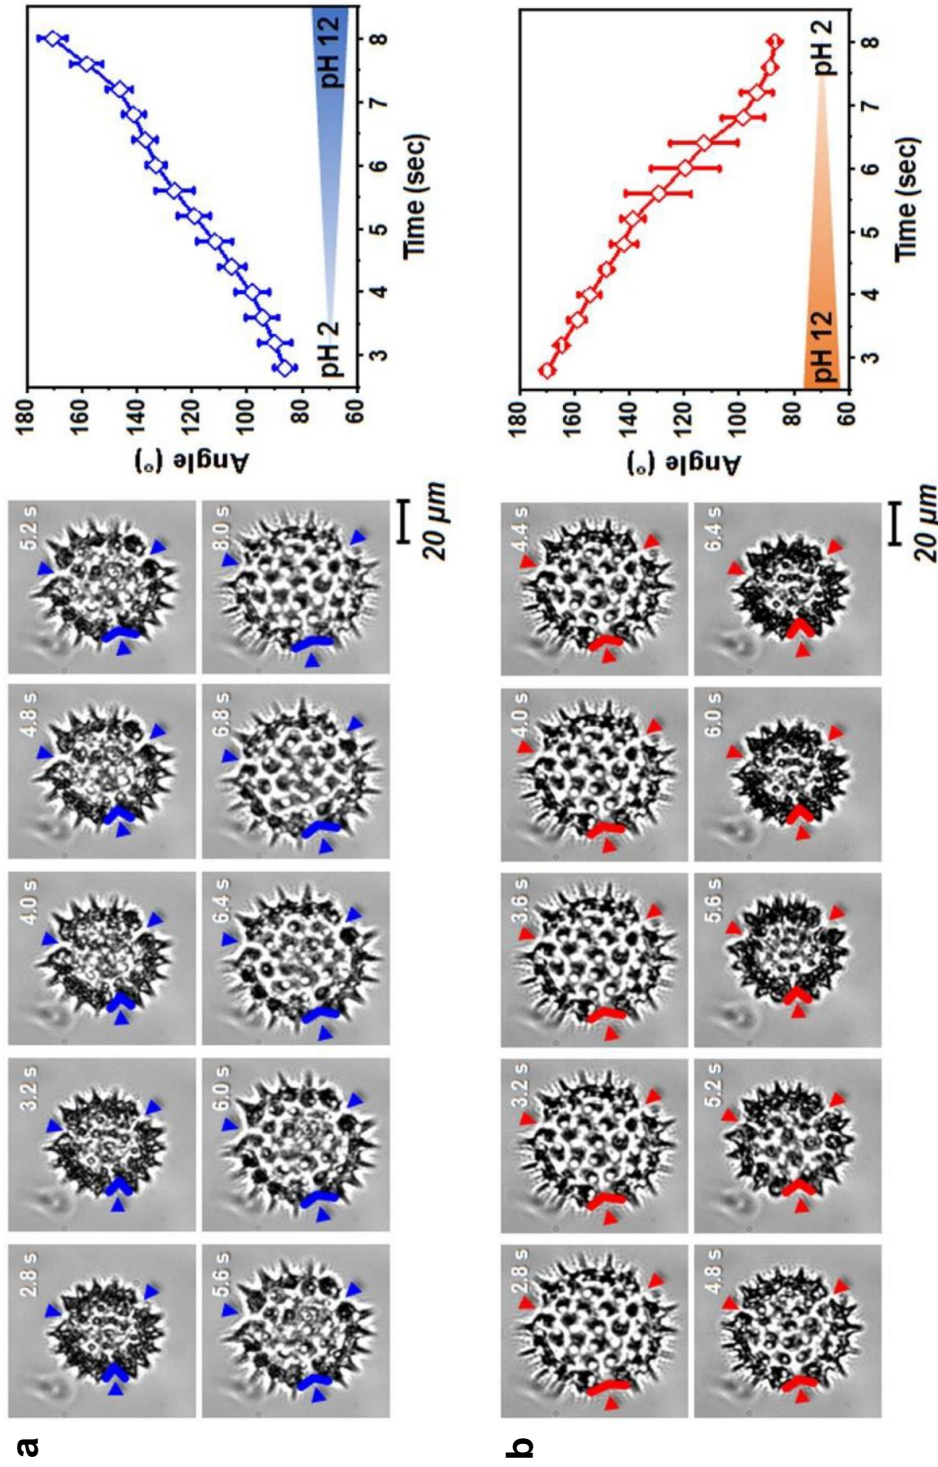 a
2.8 s
3.2 s
4.0 s
4.8 s
5.2 s
5.6 s
6.0 s
6.4 s
6.8 s
8.0 s
20 µm
Angle (°)
180
160
140
120
100
80
60
pH 2
pH 12
3
4
5
6
7
8
Time (sec)
b
2.8 s
3.2 s
3.6 s
4.0 s
4.4 s
4.8 s
5.2 s
5.6 s
6.0 s
6.4 s
20 µm
Angle (°)
180
160
140
120
100
80
60
pH 12
pH 2
3
4
5
6
7
8
Time (sec)